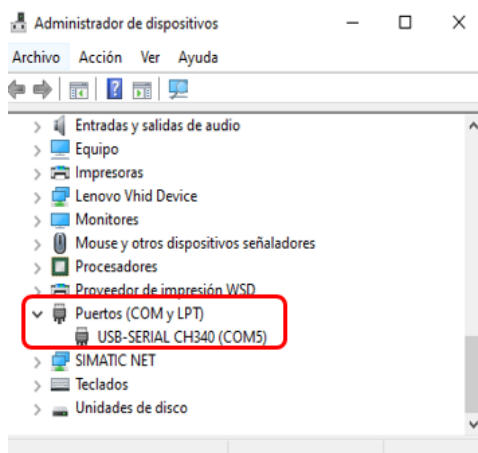 Administrador de dispositivos
Archivo Acción Ver Ayuda
Entradas y salidas de audio
Equipo
Impresoras
Lenovo Vhid Device
Monitores
Mouse y otros dispositivos señaladores
Procesadores
Proveedor de impresión WSD
Puertos (COM y LPT)
USB-SERIAL CH340 (COM5)
SIMATIC NET
Teclados
Unidades de disco